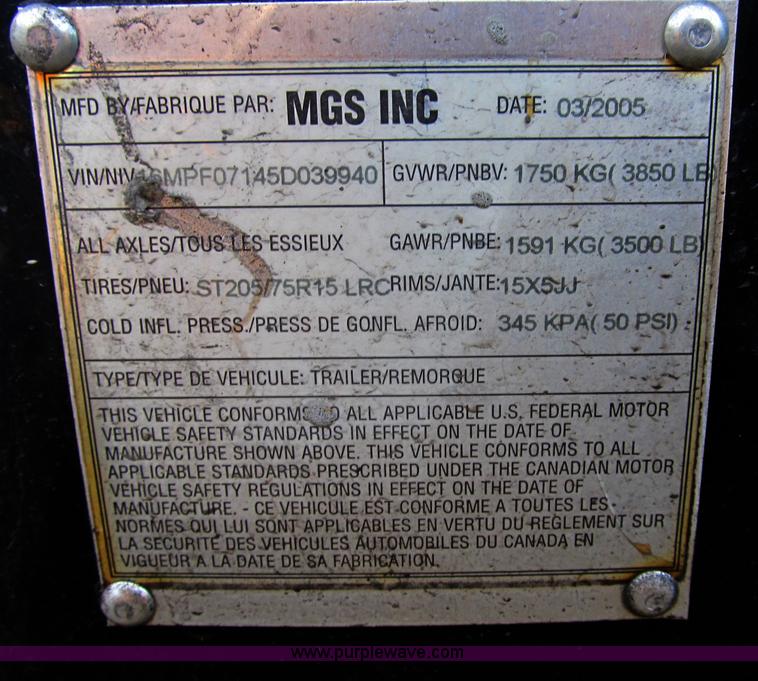 MFD BY/FABRIQUE PAR: MGS INC DATE: 03/2005
VIN/NIV 16MPF07145D039940 GVWR/PNBV: 1750 KG( 3850 LB)
ALL AXLES/TOUS LES ESSIEUX GAWR/PNBE: 1591 KG( 3500 LB)
TIRES/PNEU: ST205/75R15 LRC RIMS/JANTE: 15X5JJ
COLD INFL. PRESS./PRESS DE GONFL. AFROID: 345 KPA( 50 PSI)
TYPE/TYPE DE VEHICULE: TRAILER/REMORQUE
THIS VEHICLE CONFORMS TO ALL APPLICABLE U.S. FEDERAL MOTOR
VEHICLE SAFETY STANDARDS IN EFFECT ON THE DATE OF
MANUFACTURE SHOWN ABOVE. THIS VEHICLE CONFORMS TO ALL
APPLICABLE STANDARDS PRESCRIBED UNDER THE CANADIAN MOTOR
VEHICLE SAFETY REGULATIONS IN EFFECT ON THE DATE OF
MANUFACTURE. - CE VEHICULE EST CONFORME A TOUTES LES
NORMES QUI LUI SONT APPLICABLES EN VERTU DU REGLEMENT SUR
LA SECURITE DES VEHICULES AUTOMOBILES DU CANADA EN
VIGUEUR A LA DATE DE SA FABRICATION.
www.purplewave.com